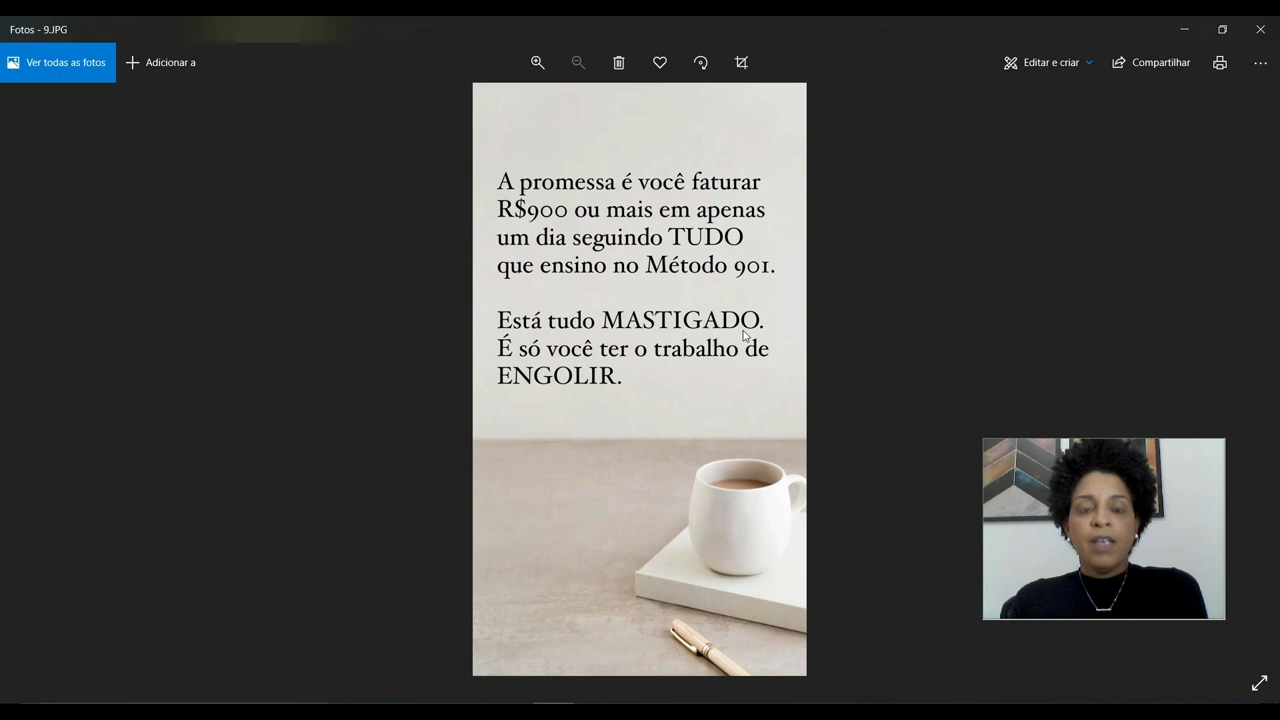 Fotos - 9.JPG
Ver todas as fotos
Adicionar a
Editar e criar
Compartilhar
A promessa é você faturar
R$900 ou mais em apenas
um dia seguindo TUDO
que ensino no Método 901.
Está tudo MASTIGADO.
É só você ter o trabalho de
ENGOLIR.